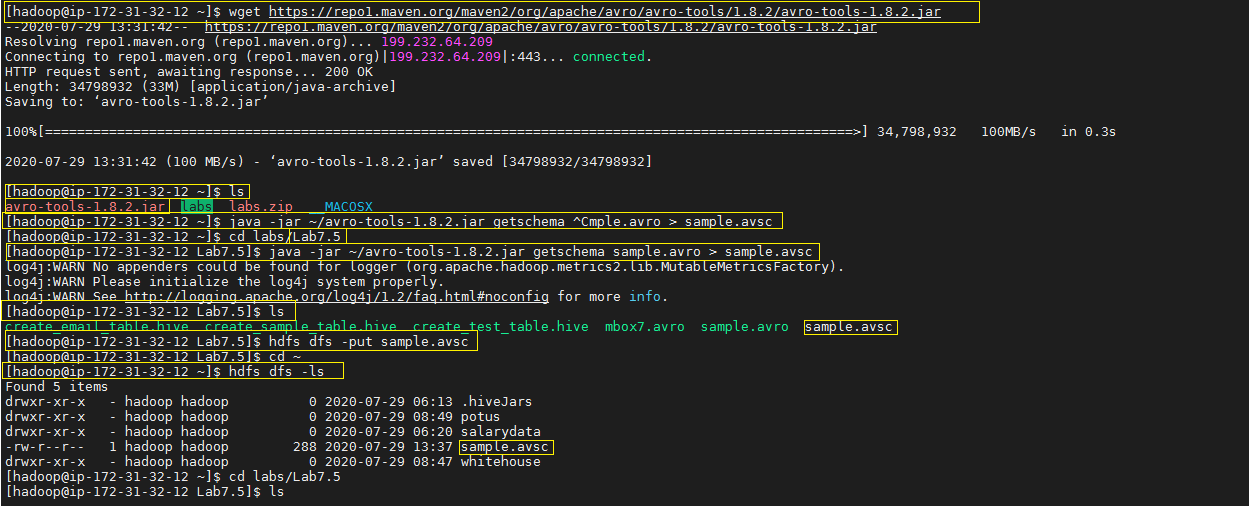 [hadoop@ip-172-31-32-12 ~]$ wget https://repo1.maven.org/maven2/org/apache/avro/avro-tools/1.8.2/avro-tools-1.8.2.jar
--2020-07-29 13:31:42--  https://repo1.maven.org/maven2/org/apache/avro/avro-tools/1.8.2/avro-tools-1.8.2.jar
Resolving repo1.maven.org (repo1.maven.org)... 199.232.64.209
Connecting to repo1.maven.org (repo1.maven.org)|199.232.64.209|:443... connected.
HTTP request sent, awaiting response... 200 OK
Length: 34798932 (33M) [application/java-archive]
Saving to: ‘avro-tools-1.8.2.jar’
100%[======================================================================================================>] 34,798,932   100MB/s   in 0.3s
2020-07-29 13:31:42 (100 MB/s) - ‘avro-tools-1.8.2.jar’ saved [34798932/34798932]
[hadoop@ip-172-31-32-12 ~]$ ls
avro-tools-1.8.2.jar  labs  labs.zip  __MACOSX
[hadoop@ip-172-31-32-12 ~]$ java -jar ~/avro-tools-1.8.2.jar getschema ^Cmple.avro > sample.avsc
[hadoop@ip-172-31-32-12 ~]$ cd labs/Lab7.5
[hadoop@ip-172-31-32-12 Lab7.5]$ java -jar ~/avro-tools-1.8.2.jar getschema sample.avro > sample.avsc
log4j:WARN No appenders could be found for logger (org.apache.hadoop.metrics2.lib.MutableMetricsFactory).
log4j:WARN Please initialize the log4j system properly.
log4j:WARN See http://logging.apache.org/log4j/1.2/faq.html#noconfig for more info.
[hadoop@ip-172-31-32-12 Lab7.5]$ ls
create_email_table.hive  create_sample_table.hive  create_test_table.hive  mbox7.avro  sample.avro  sample.avsc
[hadoop@ip-172-31-32-12 Lab7.5]$ hdfs dfs -put sample.avsc
[hadoop@ip-172-31-32-12 Lab7.5]$ cd ~
[hadoop@ip-172-31-32-12 ~]$ hdfs dfs -ls
Found 5 items
drwxr-xr-x   - hadoop hadoop          0 2020-07-29 06:13 .hiveJars
drwxr-xr-x   - hadoop hadoop          0 2020-07-29 08:49 potus
drwxr-xr-x   - hadoop hadoop          0 2020-07-29 06:20 salarydata
-rw-r--r--   1 hadoop hadoop        288 2020-07-29 13:37 sample.avsc
drwxr-xr-x   - hadoop hadoop          0 2020-07-29 08:47 whitehouse
[hadoop@ip-172-31-32-12 ~]$ cd labs/Lab7.5
[hadoop@ip-172-31-32-12 Lab7.5]$ ls